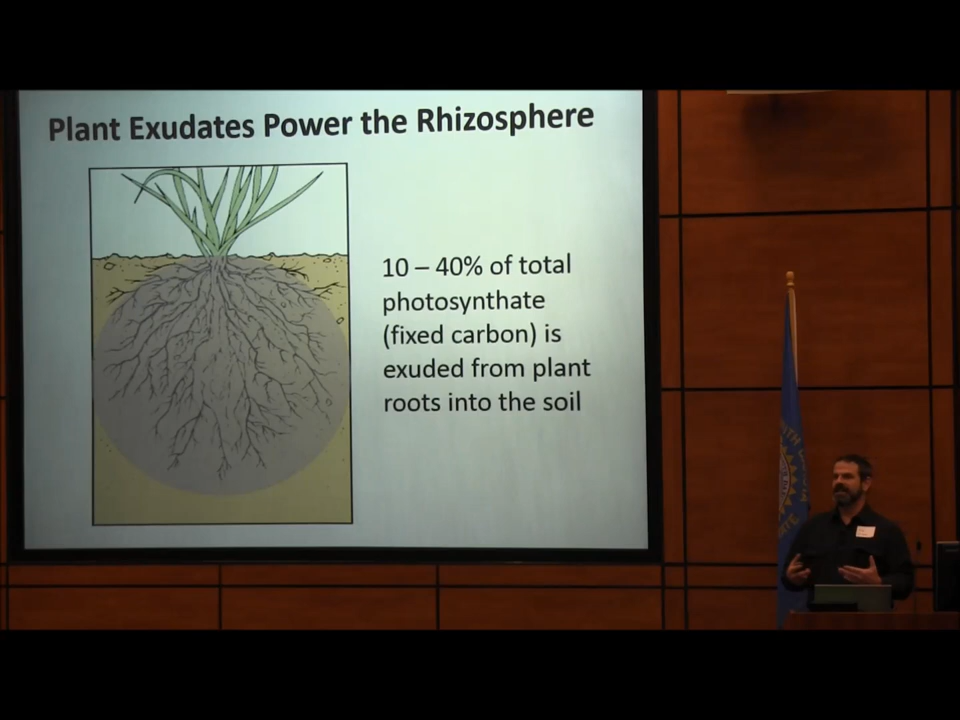 Plant Exudates Power the Rhizosphere
10 – 40% of total
photosynthate
(fixed carbon) is
exuded from plant
roots into the soil